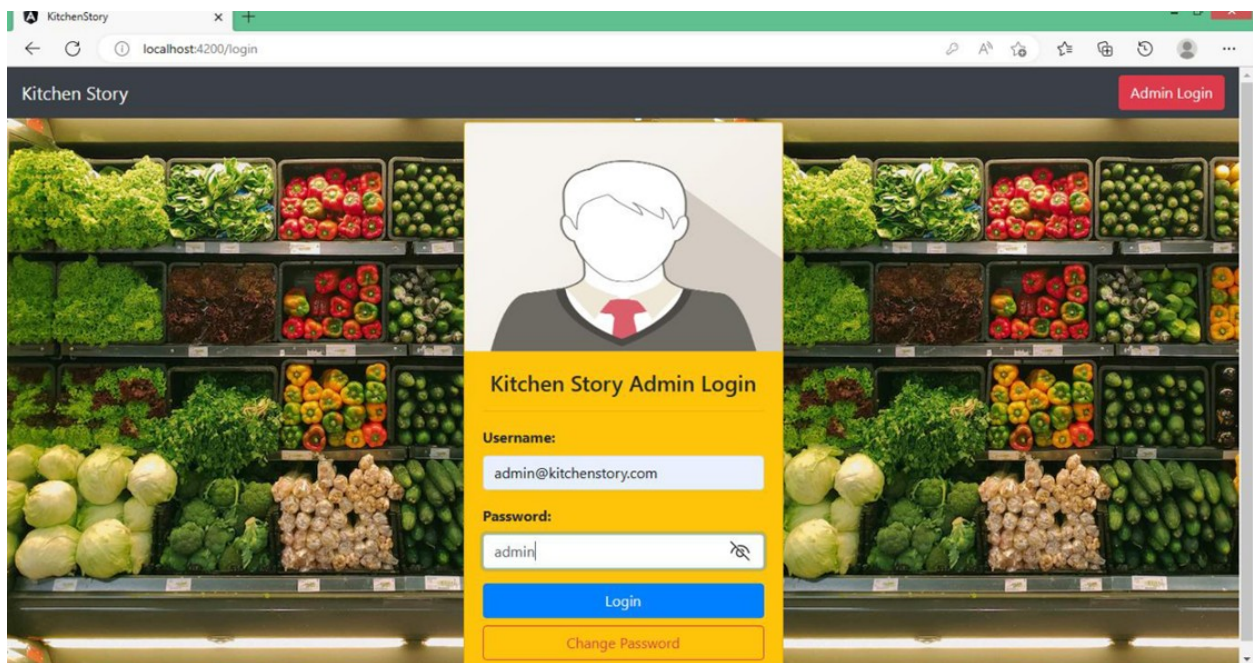 KitchenStory
localhost:4200/login
Kitchen Story
Admin Login
Kitchen Story Admin Login
Username:
admin@kitchenstory.com
Password:
admin
Login
Change Password